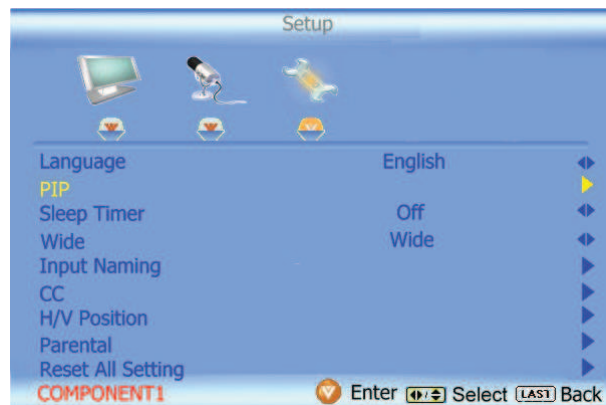 Setup
Language English
PIP
Sleep Timer Off
Wide Wide
Input Naming
CC
H/V Position
Parental
Reset All Setting
COMPONENT1 Enter Select LAST Back